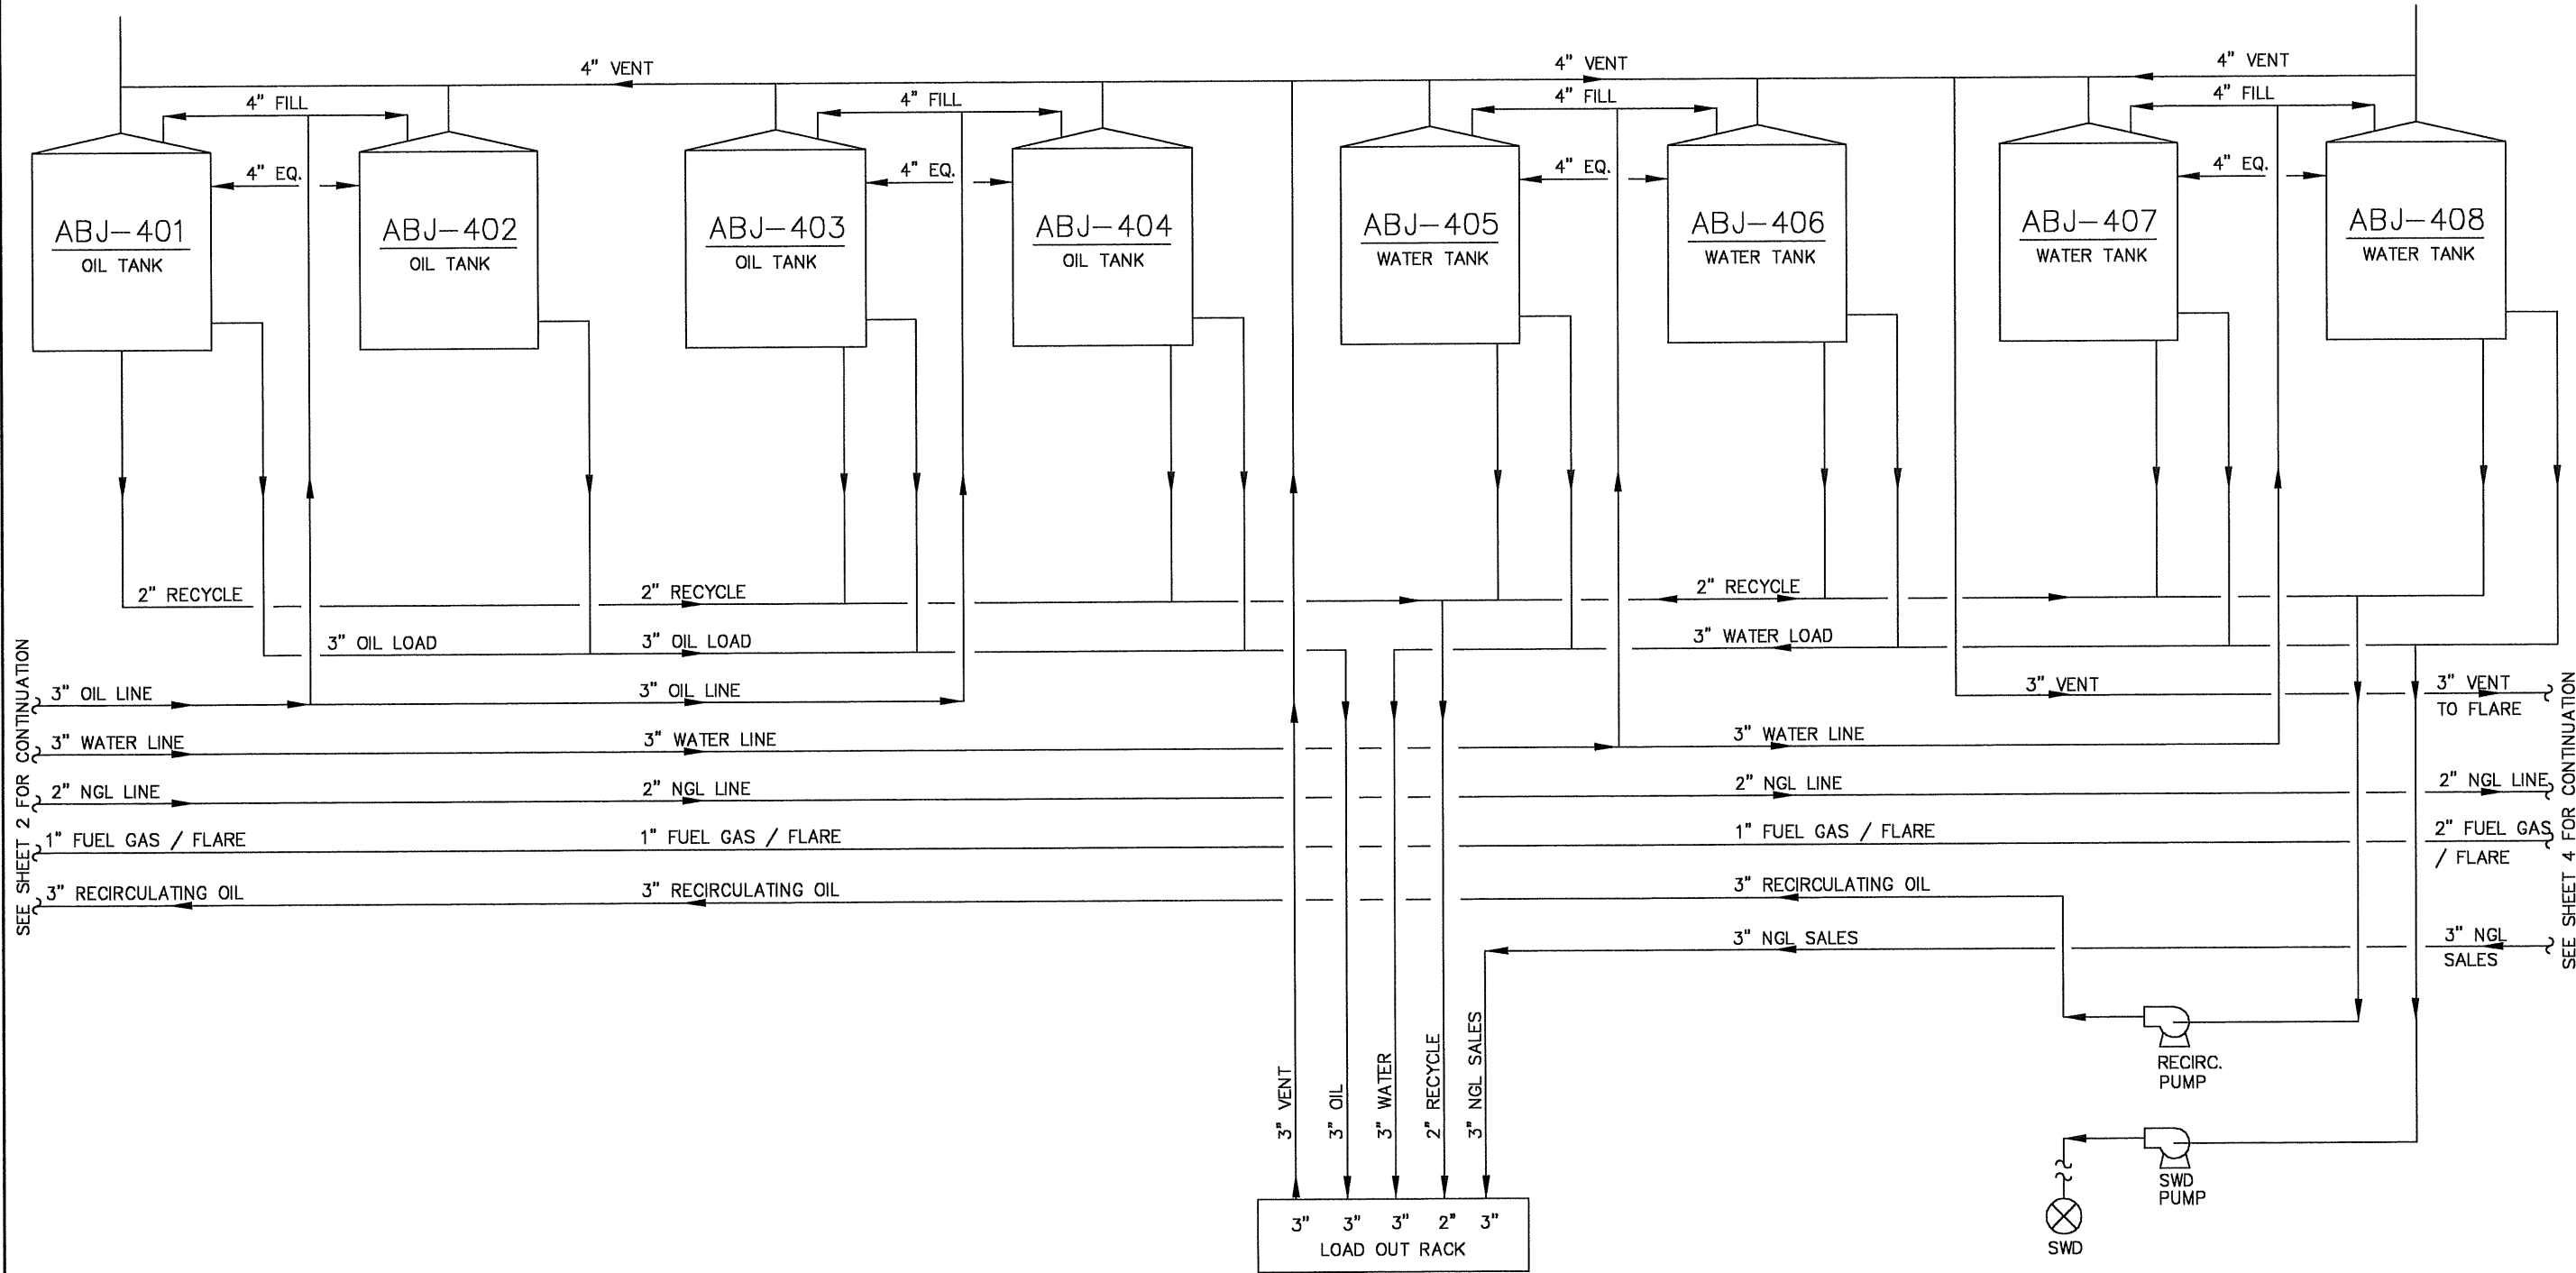 4" VENT
4" VENT
4" VENT
4" FILL
4" FILL
4" FILL
4" FILL
4" EQ.
4" EQ.
4" EQ.
4" EQ.
ABJ-401
OIL TANK
ABJ-402
OIL TANK
ABJ-403
OIL TANK
ABJ-404
OIL TANK
ABJ-405
WATER TANK
ABJ-406
WATER TANK
ABJ-407
WATER TANK
ABJ-408
WATER TANK
2" RECYCLE
2" RECYCLE
2" RECYCLE
3" OIL LOAD
3" OIL LOAD
3" WATER LOAD
SEE SHEET 2 FOR CONTINUATION
3" OIL LINE
3" OIL LINE
3" VENT
3" VENT
TO FLARE
3" WATER LINE
3" WATER LINE
3" WATER LINE
2" NGL LINE
2" NGL LINE
2" NGL LINE
2" NGL LINE
1" FUEL GAS / FLARE
1" FUEL GAS / FLARE
1" FUEL GAS / FLARE
2" FUEL GAS
/ FLARE
3" RECIRCULATING OIL
3" RECIRCULATING OIL
3" RECIRCULATING OIL
3" NGL SALES
3" NGL
SALES
SEE SHEET 4 FOR CONTINUATION
3" VENT
3" OIL
3" WATER
2" RECYCLE
3" NGL SALES
RECIRC.
PUMP
SWD
PUMP
SWD
3" 3" 3" 2" 3"
LOAD OUT RACK